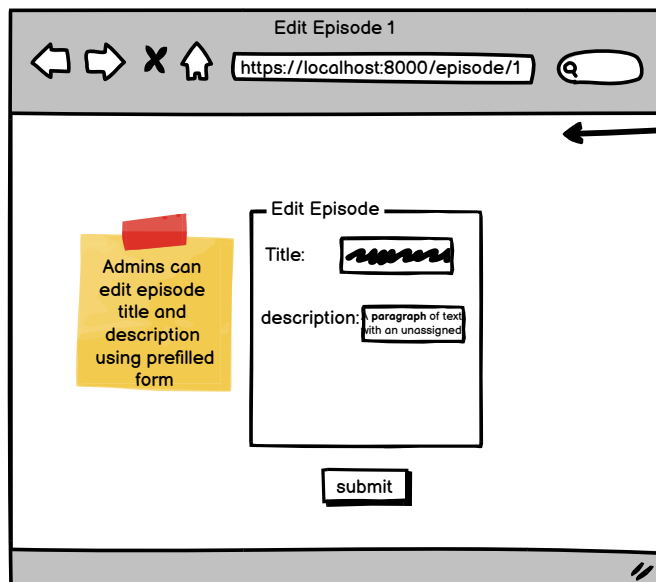 Edit Episode 1
https://localhost:8000/episode/1
Edit Episode
Title:
Admins can
edit episode
title and
description
using prefilled
form
description:
A paragraph of text
with an unassigned
submit